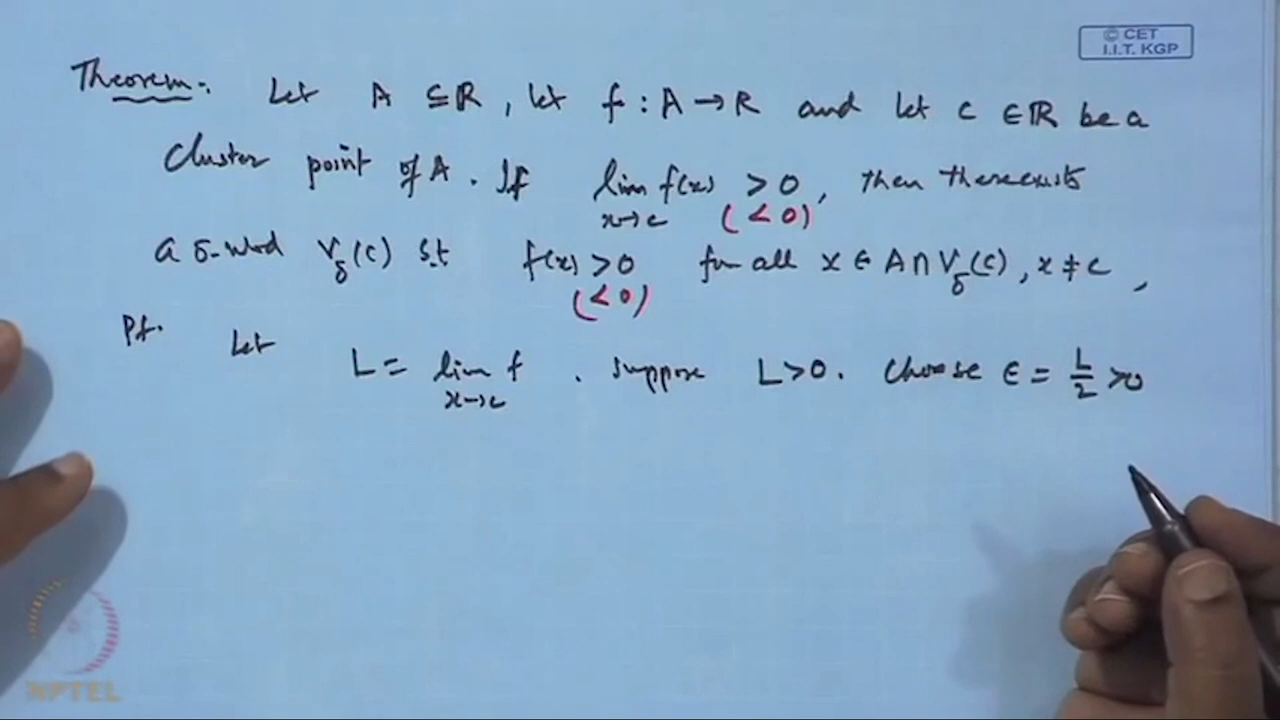 © CET
I.I.T. KGP
Theorem. Let A ⊆ ℝ, let f : A → R and let c ∈ ℝ be a
Cluster point of A. If lim f(x) > 0, then there exists
x→c (< 0)
a δ-nbd V_δ(c) s.t f(x) > 0 for all x ∈ A ∩ V_δ(c), x ≠ c,
(< 0)
Pf. Let L = lim f . Suppose L > 0. Choose ε = L/2 > 0
x→c
NPTEL